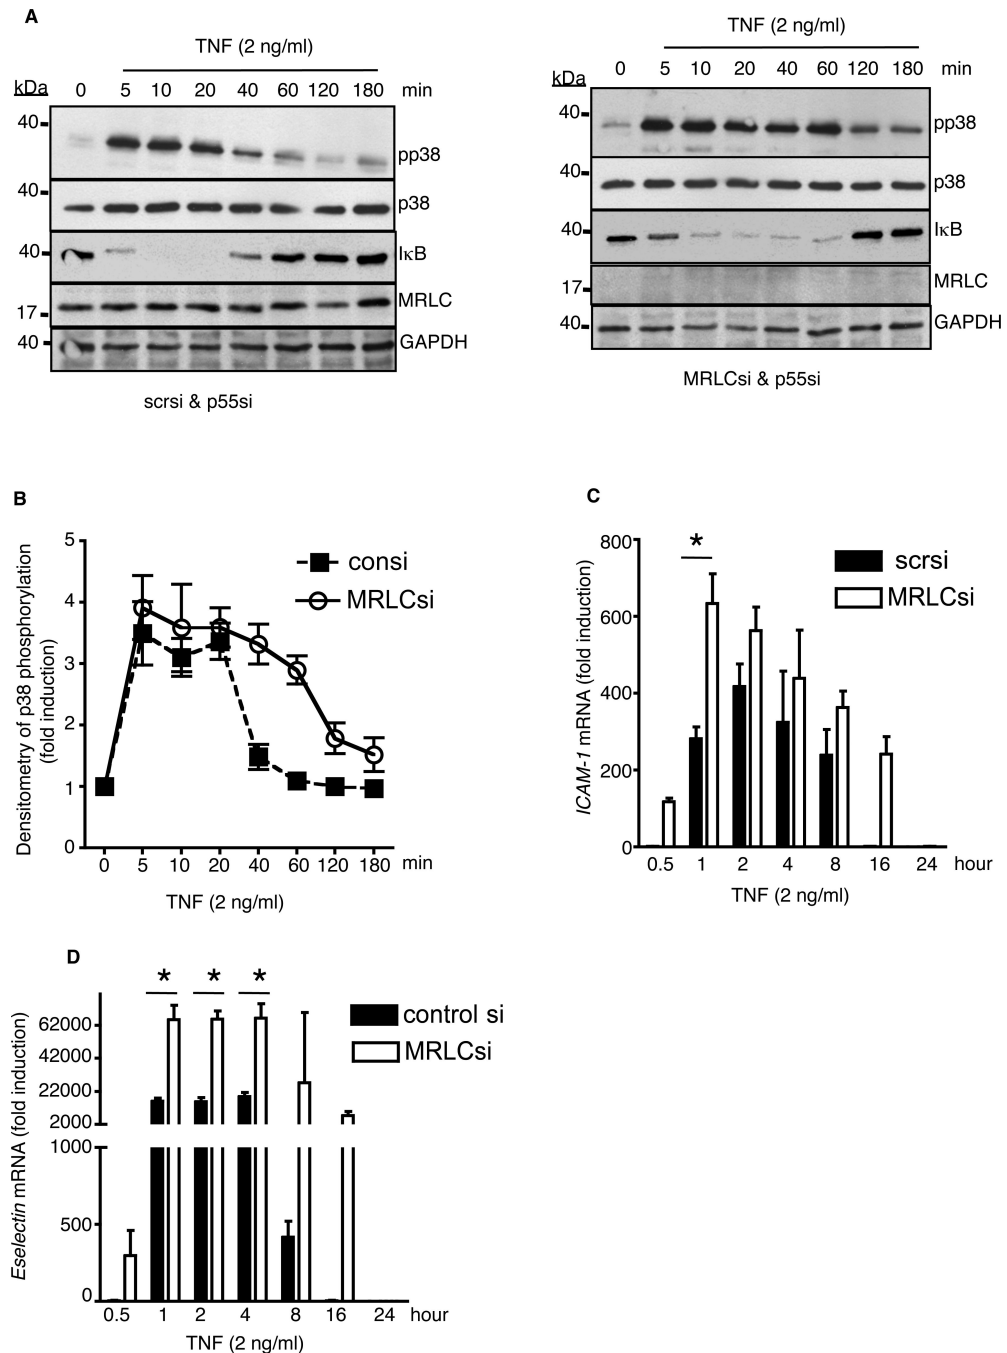 A
TNF (2 ng/ml)
kDa 0 5 10 20 40 60 120 180 min
40 pp38
40 p38
40 IκB
17 MRLC
40 GAPDH
scrsi & p55si
TNF (2 ng/ml)
kDa 0 5 10 20 40 60 120 180 min
40 pp38
40 p38
40 IκB
17 MRLC
40 GAPDH
MRLCsi & p55si
B
Densitometry of p38 phosphorylation
(fold induction)
5
4
3
2
1
0
consi
MRLCsi
0 5 10 20 40 60 120 180 min
TNF (2 ng/ml)
C
ICAM-1 mRNA (fold induction)
800
600
400
200
0
*
scrsi
MRLCsi
0.5 1 2 4 8 16 24 hour
TNF (2 ng/ml)
D
Eselectin mRNA (fold induction)
62000
42000
22000
2000
1000
500
0
* * *
control si
MRLCsi
0.5 1 2 4 8 16 24 hour
TNF (2 ng/ml)